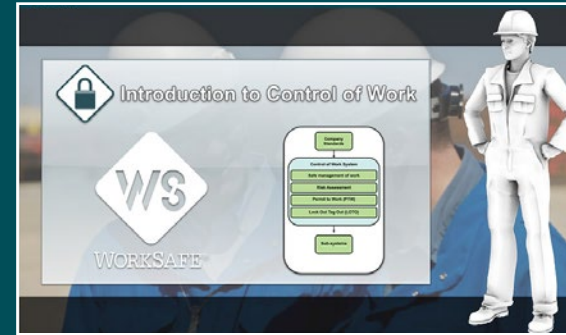 Introduction to Control of Work
WS
WORKSAFE
Company
Standards
Control of Work System
Safe management of work
Risk Assessment
Permit to Work (PTW)
Lock Out Tag Out (LOTO)
Sub-systems